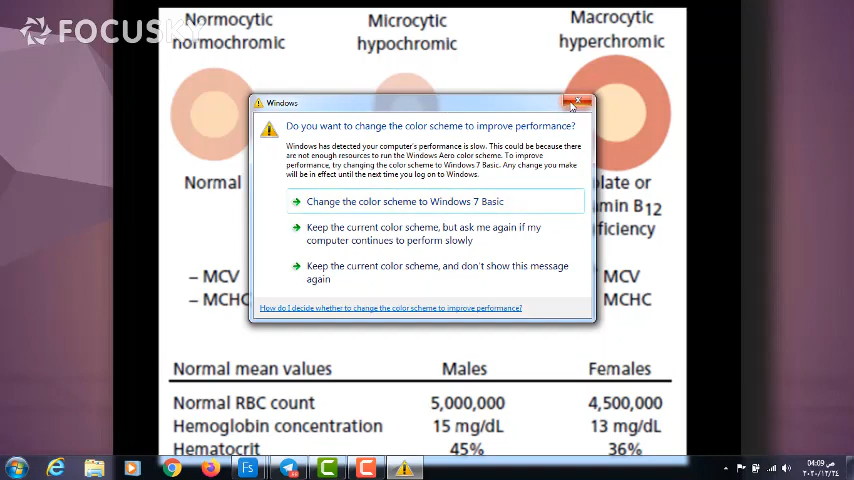 FOCUSKY
Normocytic
normochromic
Microcytic
hypochromic
Macrocytic
hyperchromic
Windows
Do you want to change the color scheme to improve performance?
Windows has detected your computer's performance is slow. This could be because there
are not enough resources to run the Windows Aero color scheme. To improve
performance, try changing the color scheme to Windows 7 Basic. Any change you make
will be in effect until the next time you log on to Windows.
Change the color scheme to Windows 7 Basic
Keep the current color scheme, but ask me again if my
computer continues to perform slowly
Keep the current color scheme, and don't show this message
again
How do I decide whether to change the color scheme to improve performance?
Normal
late or
min B12
ficiency
– MCV
– MCHC
MCV
MCHC
Normal mean values Males Females
Normal RBC count 5,000,000 4,500,000
Hemoglobin concentration 15 mg/dL 13 mg/dL
Hematocrit 45% 36%
Fs
04:09 ص
٢٠٢٠/١٢/٢٤